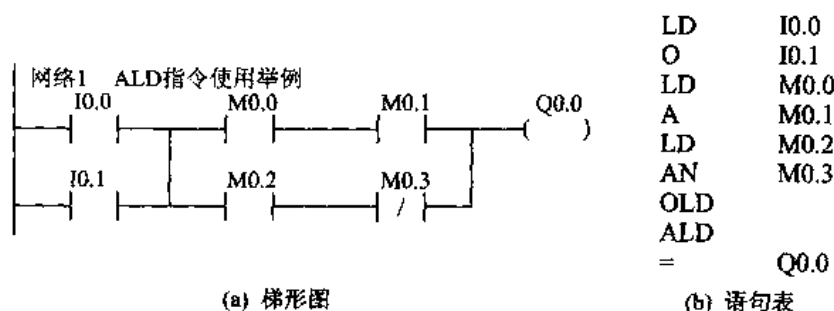 网络1 ALD指令使用举例
I0.0 M0.0 M0.1 Q0.0
I0.1 M0.2 M0.3
(a) 梯形图
LD I0.0
O I0.1
LD M0.0
A M0.1
LD M0.2
AN M0.3
OLD
ALD
= Q0.0
(b) 语句表